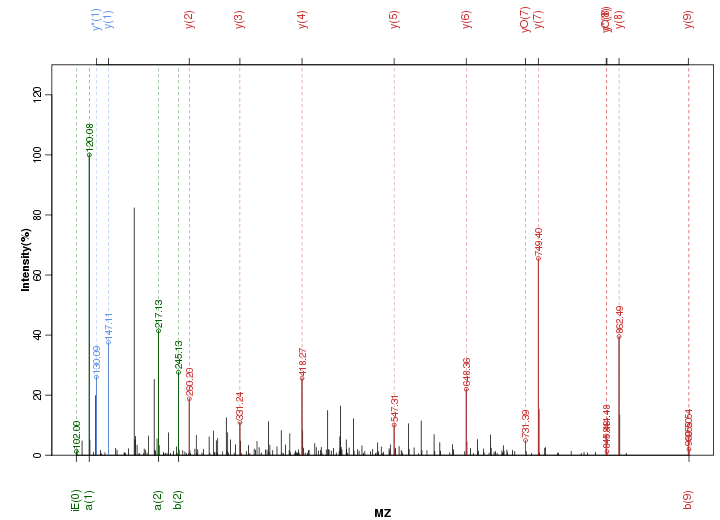 y*(1)
y(1)
y(2)
y(3)
y(4)
y(5)
y(6)
yO(7)
y(7)
y(8)
y(9)
120
100
80
60
40
20
0
Intensity(%)
102.00
120.08
130.09
147.11
217.13
245.13
260.20
331.24
418.27
547.31
648.36
731.39
749.40
862.49
iE(0)
a(1)
a(2)
b(2)
b(9)
MZ